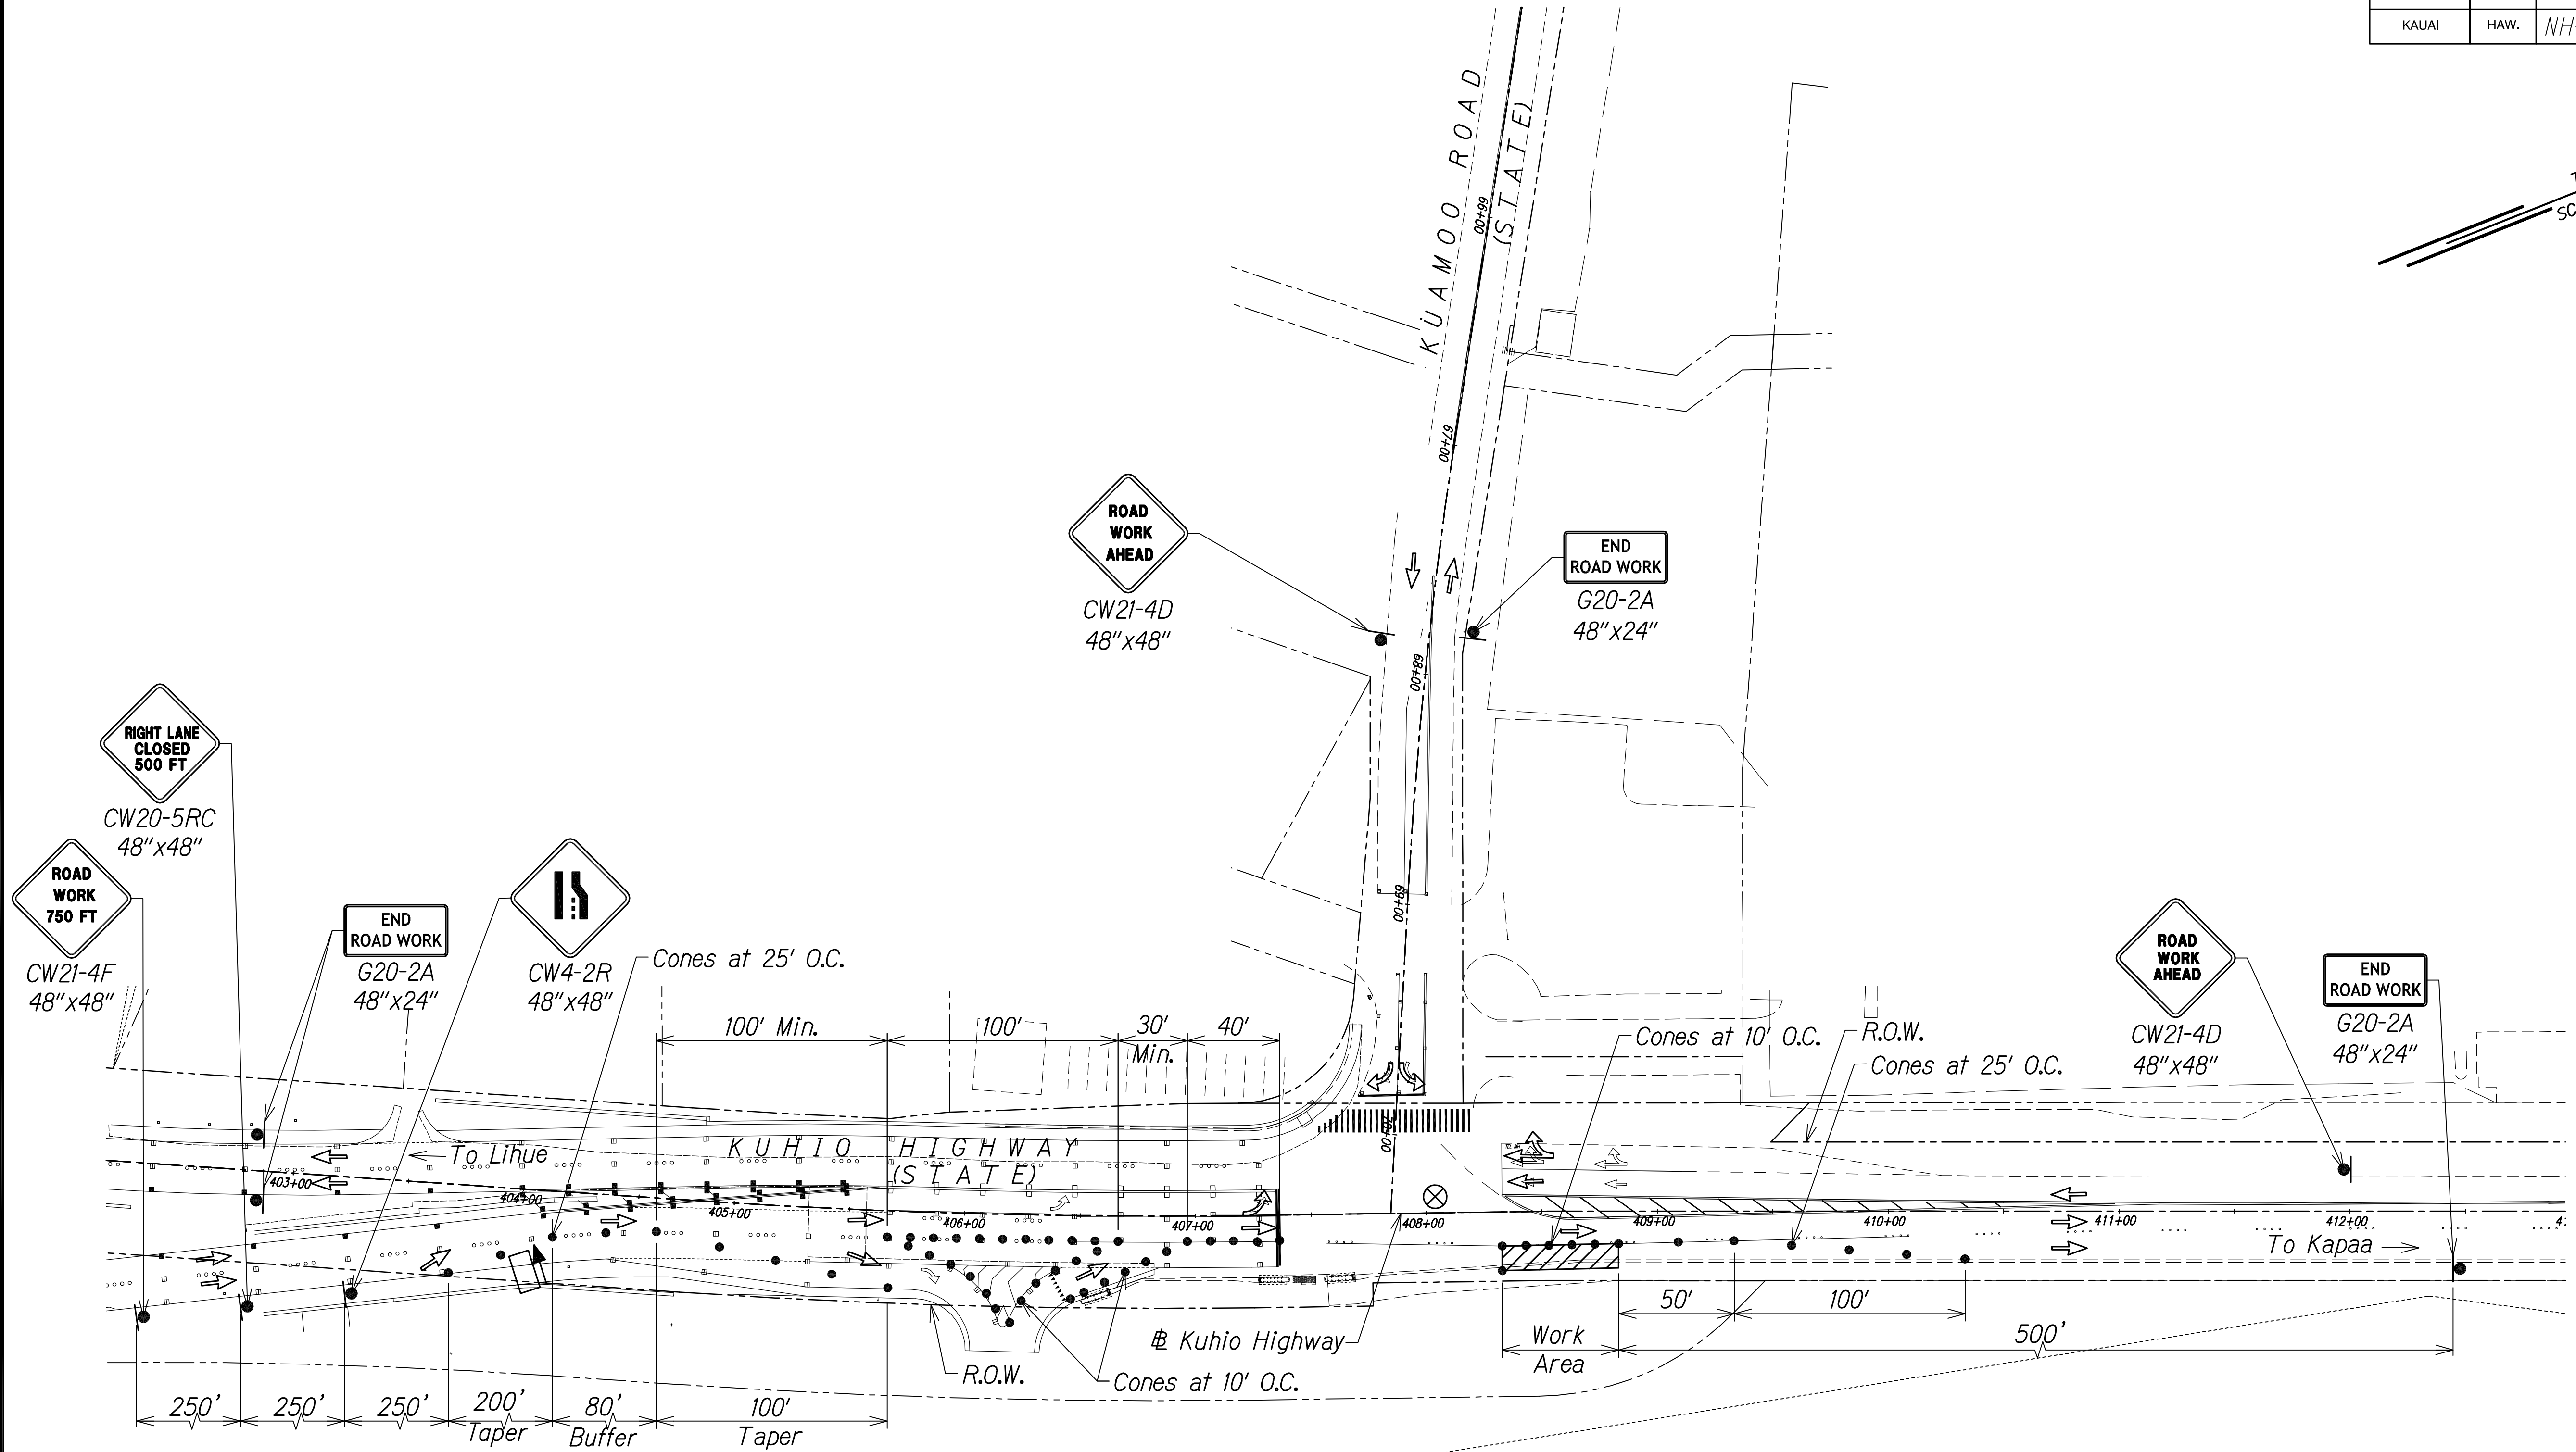 KAUAI HAW. NH-
KUAMOO ROAD
(STATE)
66+00
67+00
68+00
69+00
70+00
ROAD
WORK
AHEAD
CW21-4D
48"x48"
END
ROAD WORK
G20-2A
48"x24"
RIGHT LANE
CLOSED
500 FT
CW20-5RC
48"x48"
ROAD
WORK
750 FT
CW21-4F
48"x48"
END
ROAD WORK
G20-2A
48"x24"
CW4-2R
48"x48"
Cones at 25' O.C.
100' Min.
100'
30'
Min.
40'
Cones at 10' O.C.
R.O.W.
Cones at 25' O.C.
ROAD
WORK
AHEAD
CW21-4D
48"x48"
END
ROAD WORK
G20-2A
48"x24"
To Lihue
KUHIO HIGHWAY
(STATE)
403+00
404+00
405+00
406+00
407+00
408+00
409+00
410+00
411+00
412+00
To Kapaa
50'
100'
Work
Area
500'
℄ Kuhio Highway
R.O.W.
Cones at 10' O.C.
250'
250'
250'
200'
Taper
80'
Buffer
100'
Taper